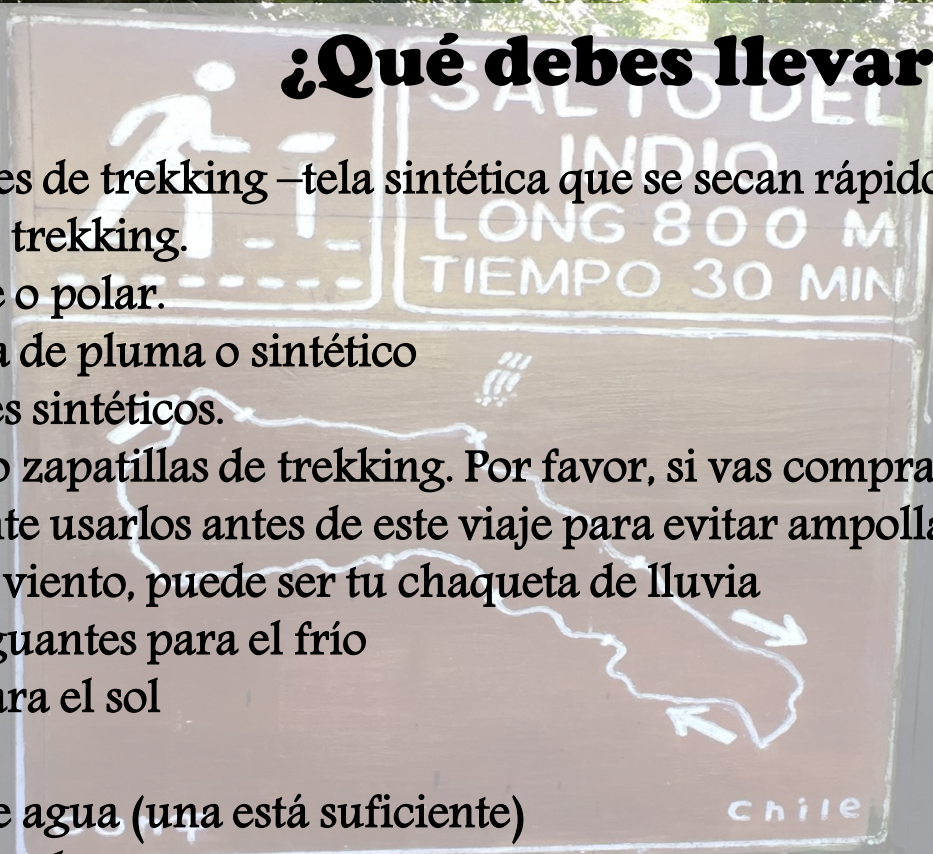 ¿Qué debes llevar
SALTO DEL
INDIO
LONG 800 M
TIEMPO 30 MIN
es de trekking –tela sintética que se secan rápido
trekking.
e o polar.
a de pluma o sintético
es sintéticos.
o zapatillas de trekking. Por favor, si vas compra
te usarlos antes de este viaje para evitar ampolla
viento, puede ser tu chaqueta de lluvia
guantes para el frío
ara el sol
e agua (una está suficiente)
chile